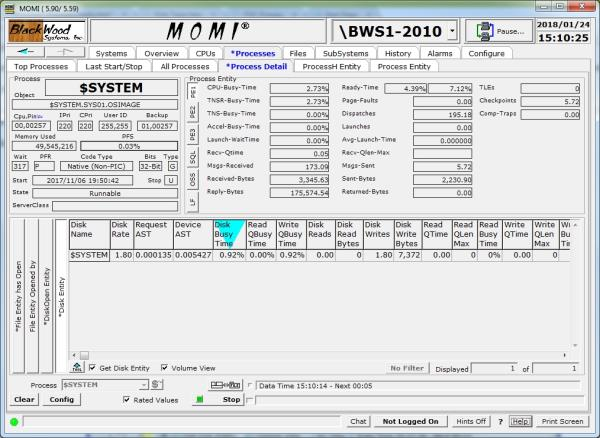 MOMI ( 5.90/ 5.59)
BlackWood Systems, Inc MOMI® \BWS1-2010 Pause... 2018/01/24 15:10:25
Systems Overview CPUs *Processes Files SubSystems History Alarms Configure
Top Processes Last Start/Stop All Processes *Process Detail ProcessH Entity Process Entity
Process
$SYSTEM
Object
$SYSTEM.SYS01.OSIMAGE
Cpu,Pin IPri CPri User ID Backup
00,00257 220 220 255,255 01,00257
Memory Used PFS
49,545,216 0.03%
Wait PFR Code Type Bits Type
317 P Native (Non-PIC) 32-Bit G
Start 2017/11/06 19:50:42 Stop U
State Runnable
ServerClass
Process Entity
PE1 PE2 PE3 SQL OSS LF
CPU-Busy-Time 2.73% Ready-Time 4.39% 7.12% TLEs 0
TNSR-Busy-Time 2.73% Page-Faults 0.00 Checkpoints 5.72
TNS-Busy-Time 0.00% Dispatches 195.18 Comp-Traps 0.00
Accel-Busy-Time 0.00% Launches 0.00
Launch-WaitTime 0.00% Avg-Launch-Time 0.000000
Recv-Qtime 0.05 Recv-Qlen-Max
Msgs-Received 173.09 Msgs-Sent 5.72
Received-Bytes 3,345.63 Sent-Bytes 2,230.90
Reply-Bytes 175,574.54 Returned-Bytes 0.00
*File Entity has Open
File Entity Opened by
*DiskOpen Entity
*Disk Entity
Disk Disk Request Device Disk Read Write Disk Disk Disk Disk Read Read Read Write Write W
Name Rate AST AST Busy QBusy QBusy Reads Read Writes Write QTime QLen Busy QTime QLen Bu
Time Time Time Bytes Bytes Max Time Max Ti
$SYSTEM 1.80 0.000135 0.005427 0.92% 0.00% 0.92% 0.00 0 1.80 7,372 0.00 0 0% 0.00 0
Get Disk Entity Volume View No Filter Displayed 1 of 1
Process $SYSTEM Data Time 15:10:14 - Next 00:05
Clear Config Rated Values Stop
Chat Not Logged On Hints Off ? Help Print Screen